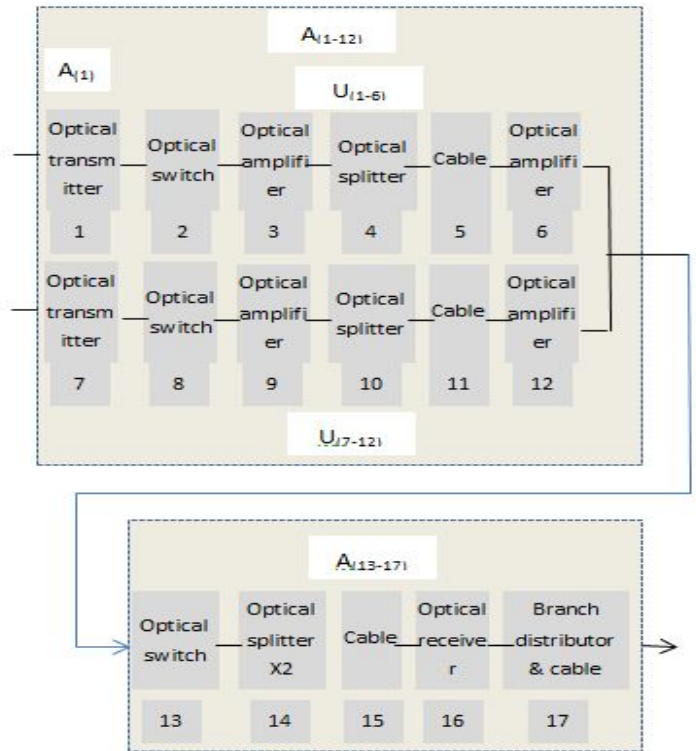 A(1-12)
A(1)
U(1-6)
Optical
transm
itter
Optical
switch
Optical
amplifi
er
Optical
splitter
Cable
Optical
amplifi
er
1
2
3
4
5
6
Optical
transm
itter
Optical
switch
Optical
amplifi
er
Optical
splitter
Cable
Optical
amplifi
er
7
8
9
10
11
12
U(7-12)
A(13-17)
Optical
switch
Optical
splitter
X2
Cable
Optical
receive
r
Branch
distributor
& cable
13
14
15
16
17